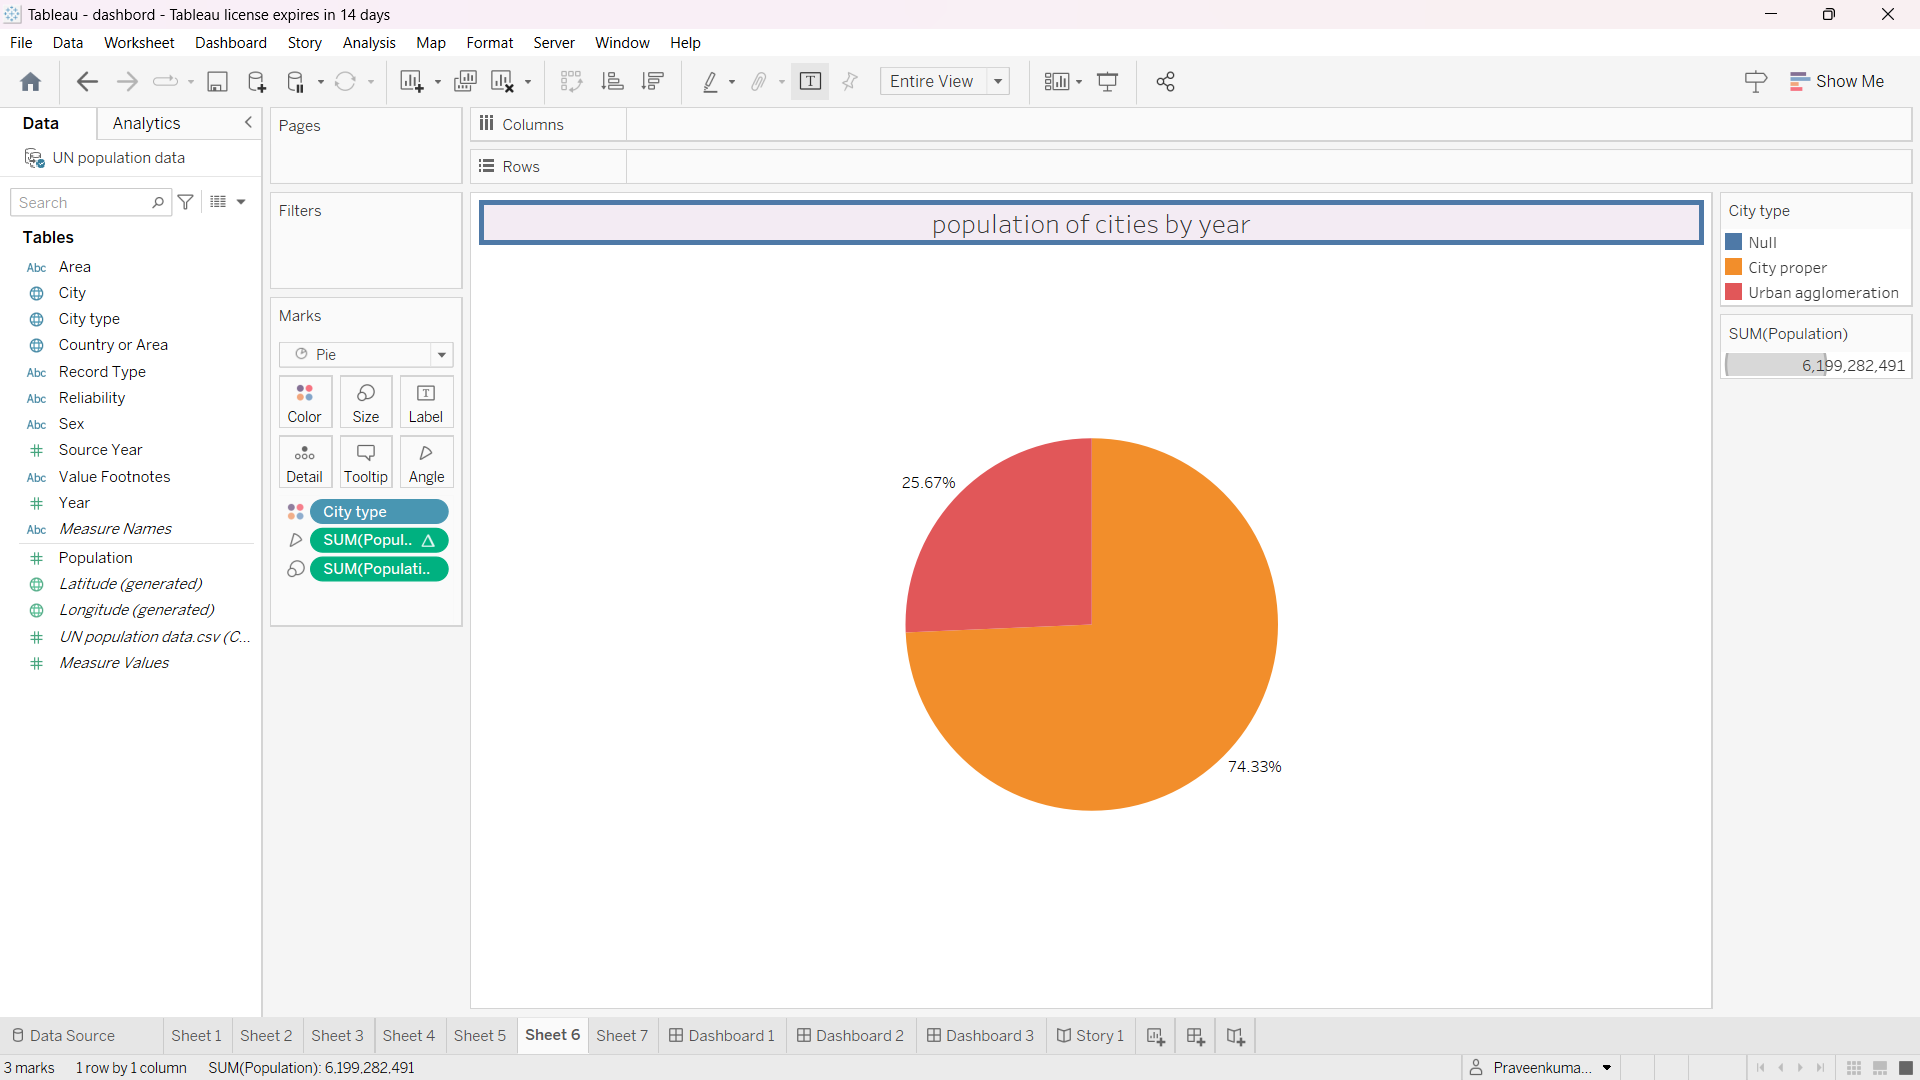 Tableau - dashbord - Tableau license expires in 14 days
File Data Worksheet Dashboard Story Analysis Map Format Server Window Help
Entire View
Show Me
Data Analytics
UN population data
Search
Tables
Abc Area
City
City type
Country or Area
Abc Record Type
Abc Reliability
Abc Sex
Source Year
Abc Value Footnotes
Year
Abc Measure Names
Population
Latitude (generated)
Longitude (generated)
UN population data.csv (C...
Measure Values
Pages
Filters
Marks
Pie
Color Size Label
Detail Tooltip Angle
City type
SUM(Popul..
SUM(Populati..
Columns
Rows
population of cities by year
25.67%
74.33%
City type
Null
City proper
Urban agglomeration
SUM(Population)
6,199,282,491
Data Source Sheet 1 Sheet 2 Sheet 3 Sheet 4 Sheet 5 Sheet 6 Sheet 7 Dashboard 1 Dashboard 2 Dashboard 3 Story 1
3 marks 1 row by 1 column SUM(Population): 6,199,282,491 Praveenkuma...